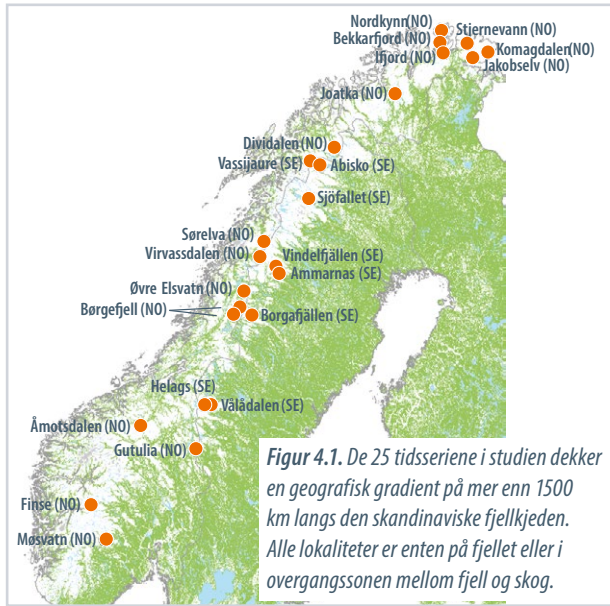 Nordkynn (NO)
Stjernevann (NO)
Bekkarfjord (NO)
Komagdalen(NO)
Ifjord (NO)
Jakobselv (NO)
Joatka (NO)
Dividalen (NO)
Vassijaure (SE)
Abisko (SE)
Sjöfallet (SE)
Sørelva (NO)
Virvassdalen (NO)
Vindelfjällen (SE)
Ammarnas (SE)
Øvre Elsvatn (NO)
Børgefjell (NO)
Borgafjällen (SE)
Helags (SE)
Vålådalen (SE)
Åmotsdalen (NO)
Gutulia (NO)
Finse (NO)
Møsvatn (NO)
Figur 4.1. De 25 tidsseriene i studien dekker
en geografisk gradient på mer enn 1500
km langs den skandinaviske fjellkjeden.
Alle lokaliteter er enten på fjellet eller i
overgangssonen mellom fjell og skog.